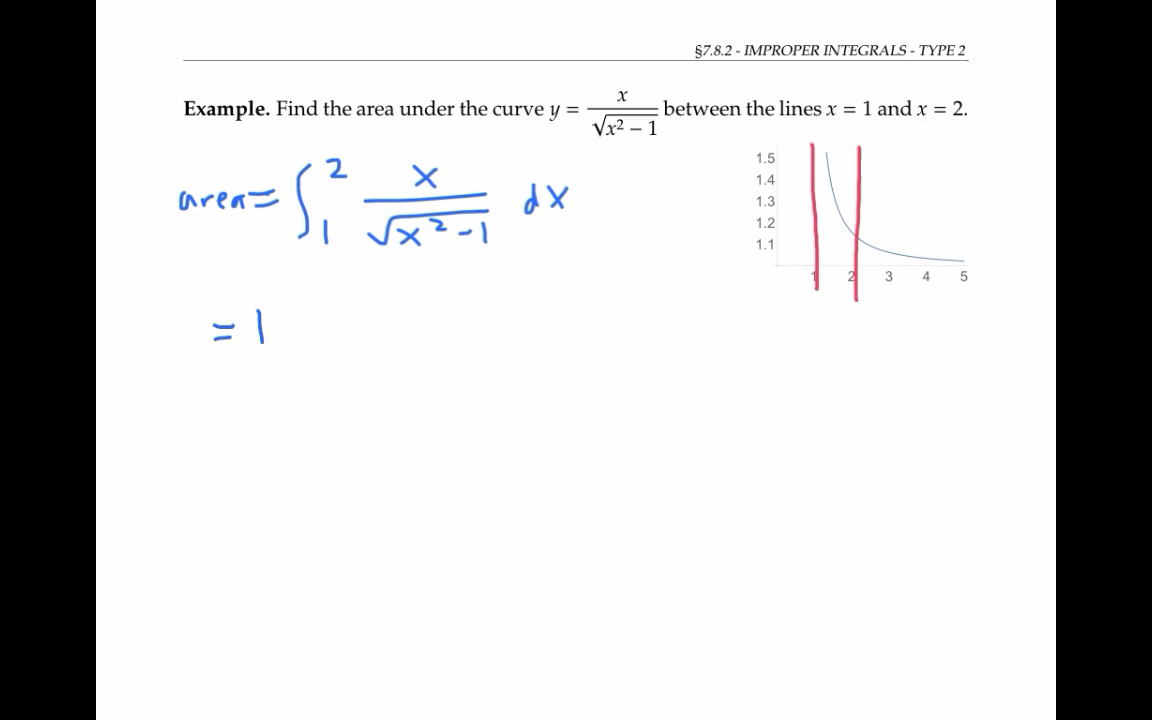 §7.8.2 - IMPROPER INTEGRALS - TYPE 2
Example. Find the area under the curve y = x/√(x² − 1) between the lines x = 1 and x = 2.
area = ∫₁² x/√(x² - 1) dx
= 1
1.5
1.4
1.3
1.2
1.1
1 2 3 4 5